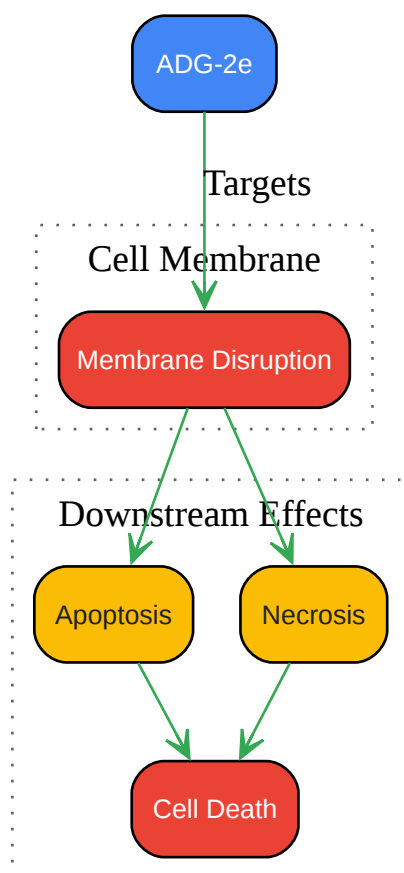 ADG-2e
Targets
Cell Membrane
Membrane Disruption
Downstream Effects
Apoptosis
Necrosis
Cell Death